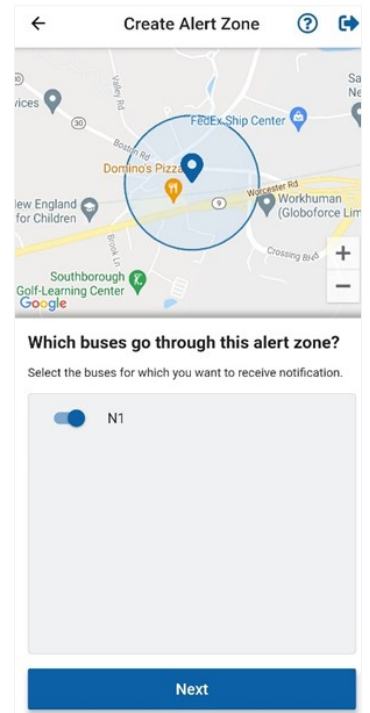 Create Alert Zone
?
Sa
Ne
Valley Rd
vices
30
FedEx Ship Center
Boston Rd
Domino's Pizza
Worcester Rd
9
Workhuman
(Globoforce Lim
ew England
for Children
Brook Ln
Crossing Blvd
+
Southborough
Golf-Learning Center
−
Google
Which buses go through this alert zone?
Select the buses for which you want to receive notification.
N1
Next